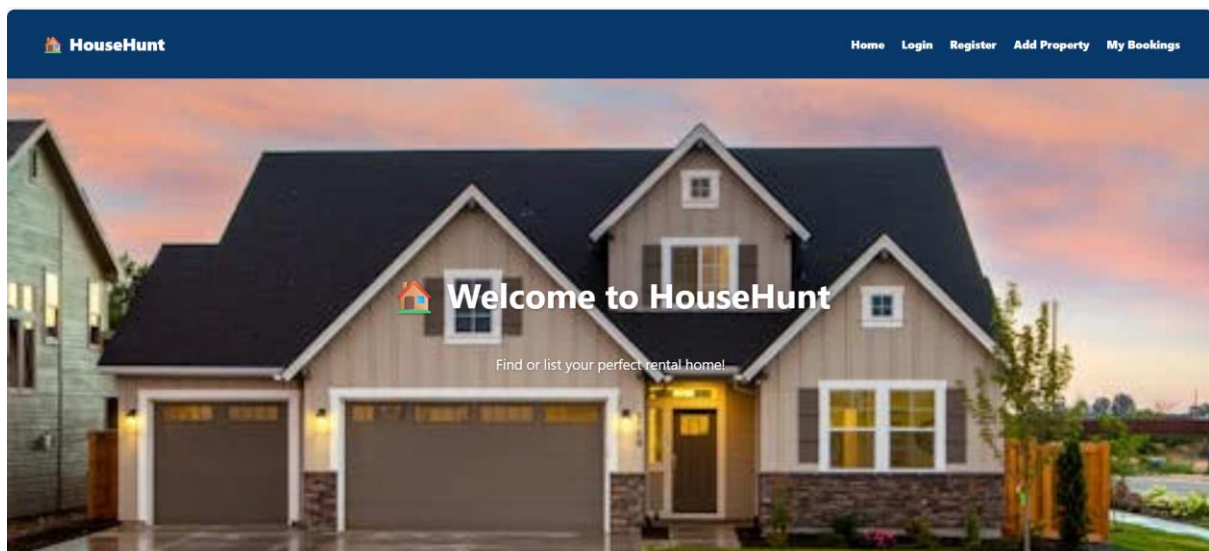 HouseHunt
Home Login Register Add Property My Bookings
Welcome to HouseHunt
Find or list your perfect rental home!